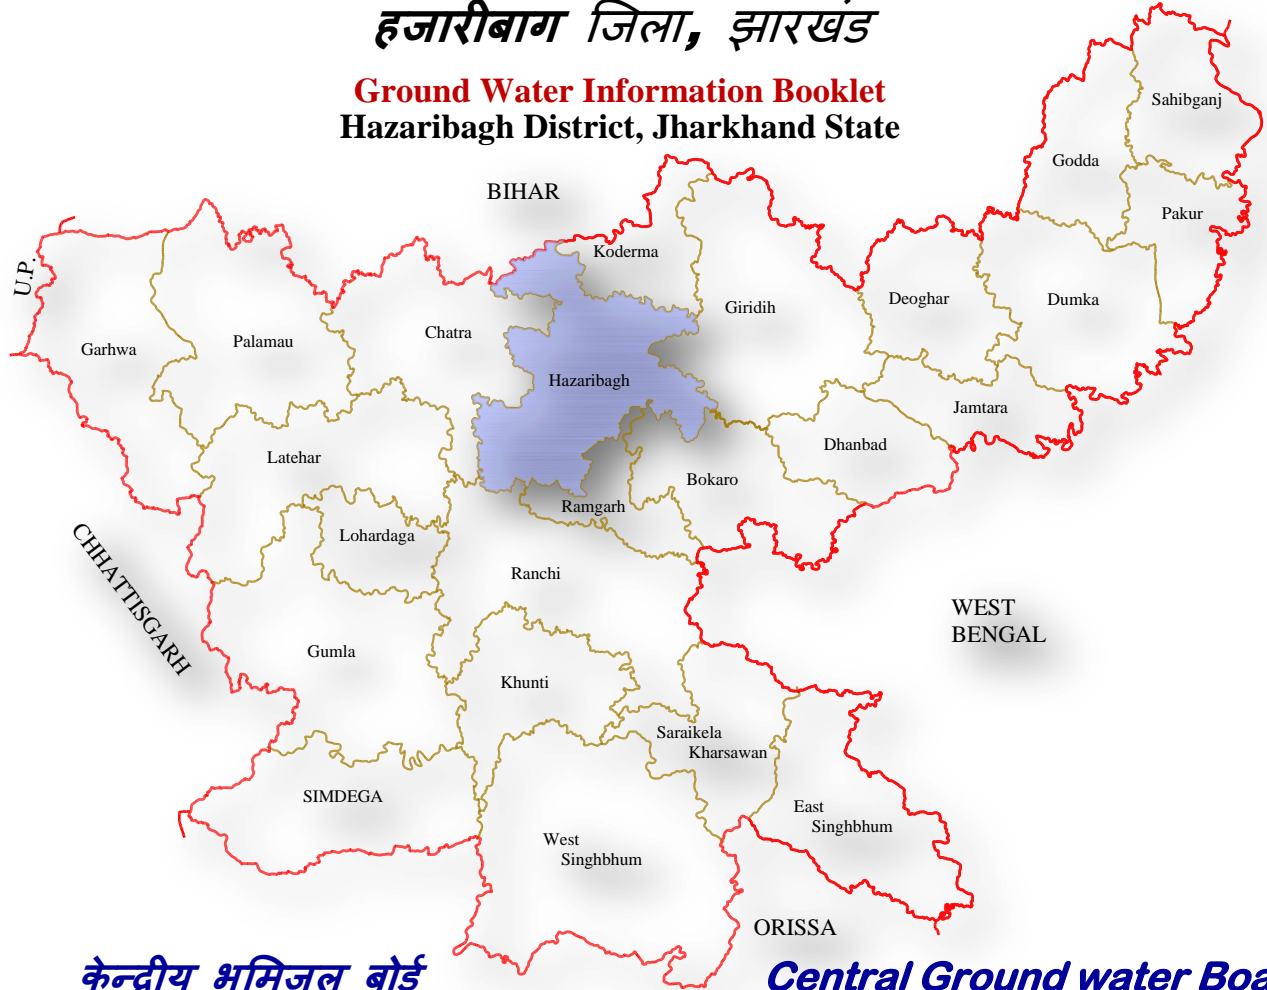 हजारीबाग जिला, झारखंड
Ground Water Information Booklet
Hazaribagh District, Jharkhand State
Sahibganj
Godda
BIHAR
Pakur
Koderma
U.P.
Giridih
Deoghar
Dumka
Chatra
Palamau
Garhwa
Hazaribagh
Jamtara
Dhanbad
Latehar
Bokaro
Ramgarh
Lohardaga
CHHATTISGARH
Ranchi
WEST
BENGAL
Gumla
Khunti
Saraikela
Kharsawan
SIMDEGA
East
Singhbhum
West
Singhbhum
ORISSA
केन्द्रीय भूमिजल बोर्ड
Central Ground water Boa